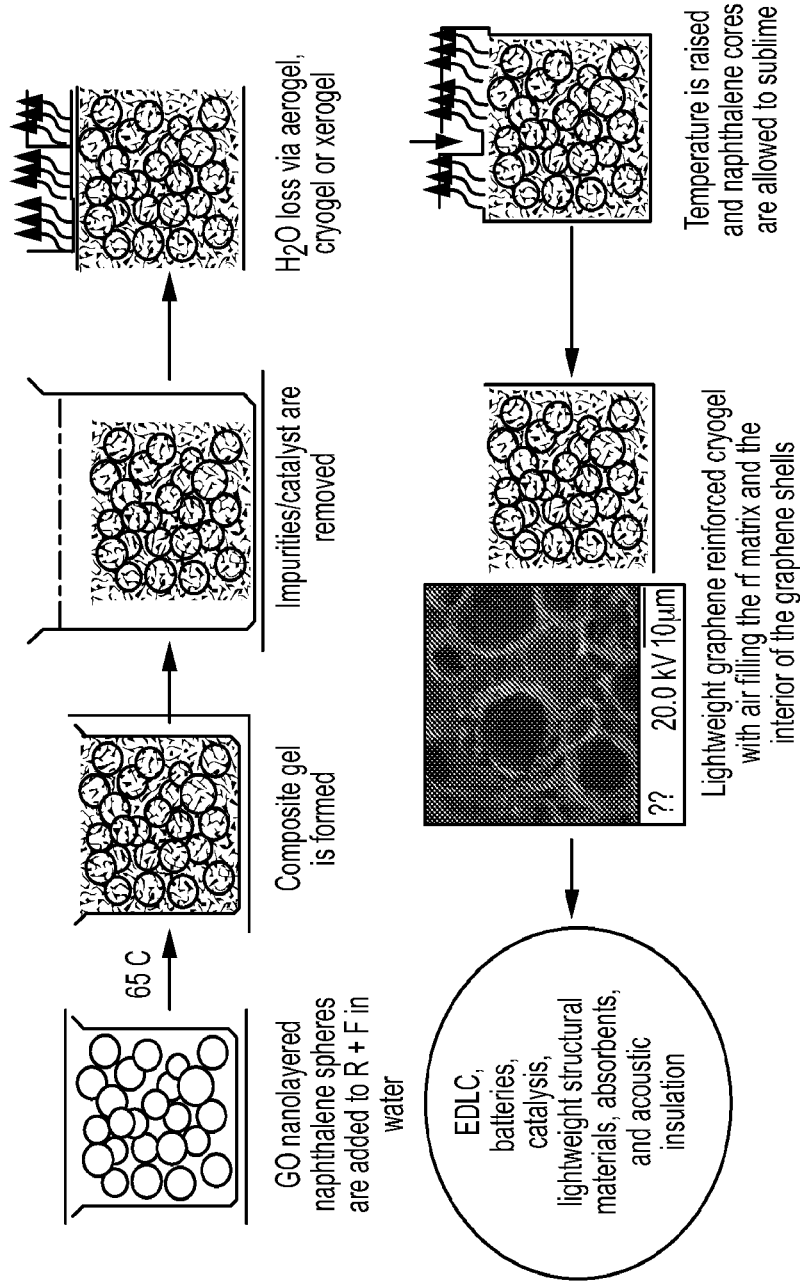 GO nanolayered
naphthalene spheres
are added to R + F in
water
65 C
Composite gel
is formed
Impurities/catalyst are
removed
H2O loss via aerogel,
cryogel or xerogel
Temperature is raised
and naphthalene cores
are allowed to sublime
?? 20.0 kV 10μm
Lightweight graphene reinforced cryogel
with air filling the rf matrix and the
interior of the graphene shells
EDLC,
batteries,
catalysis,
lightweight structural
materials, absorbents,
and acoustic
insulation